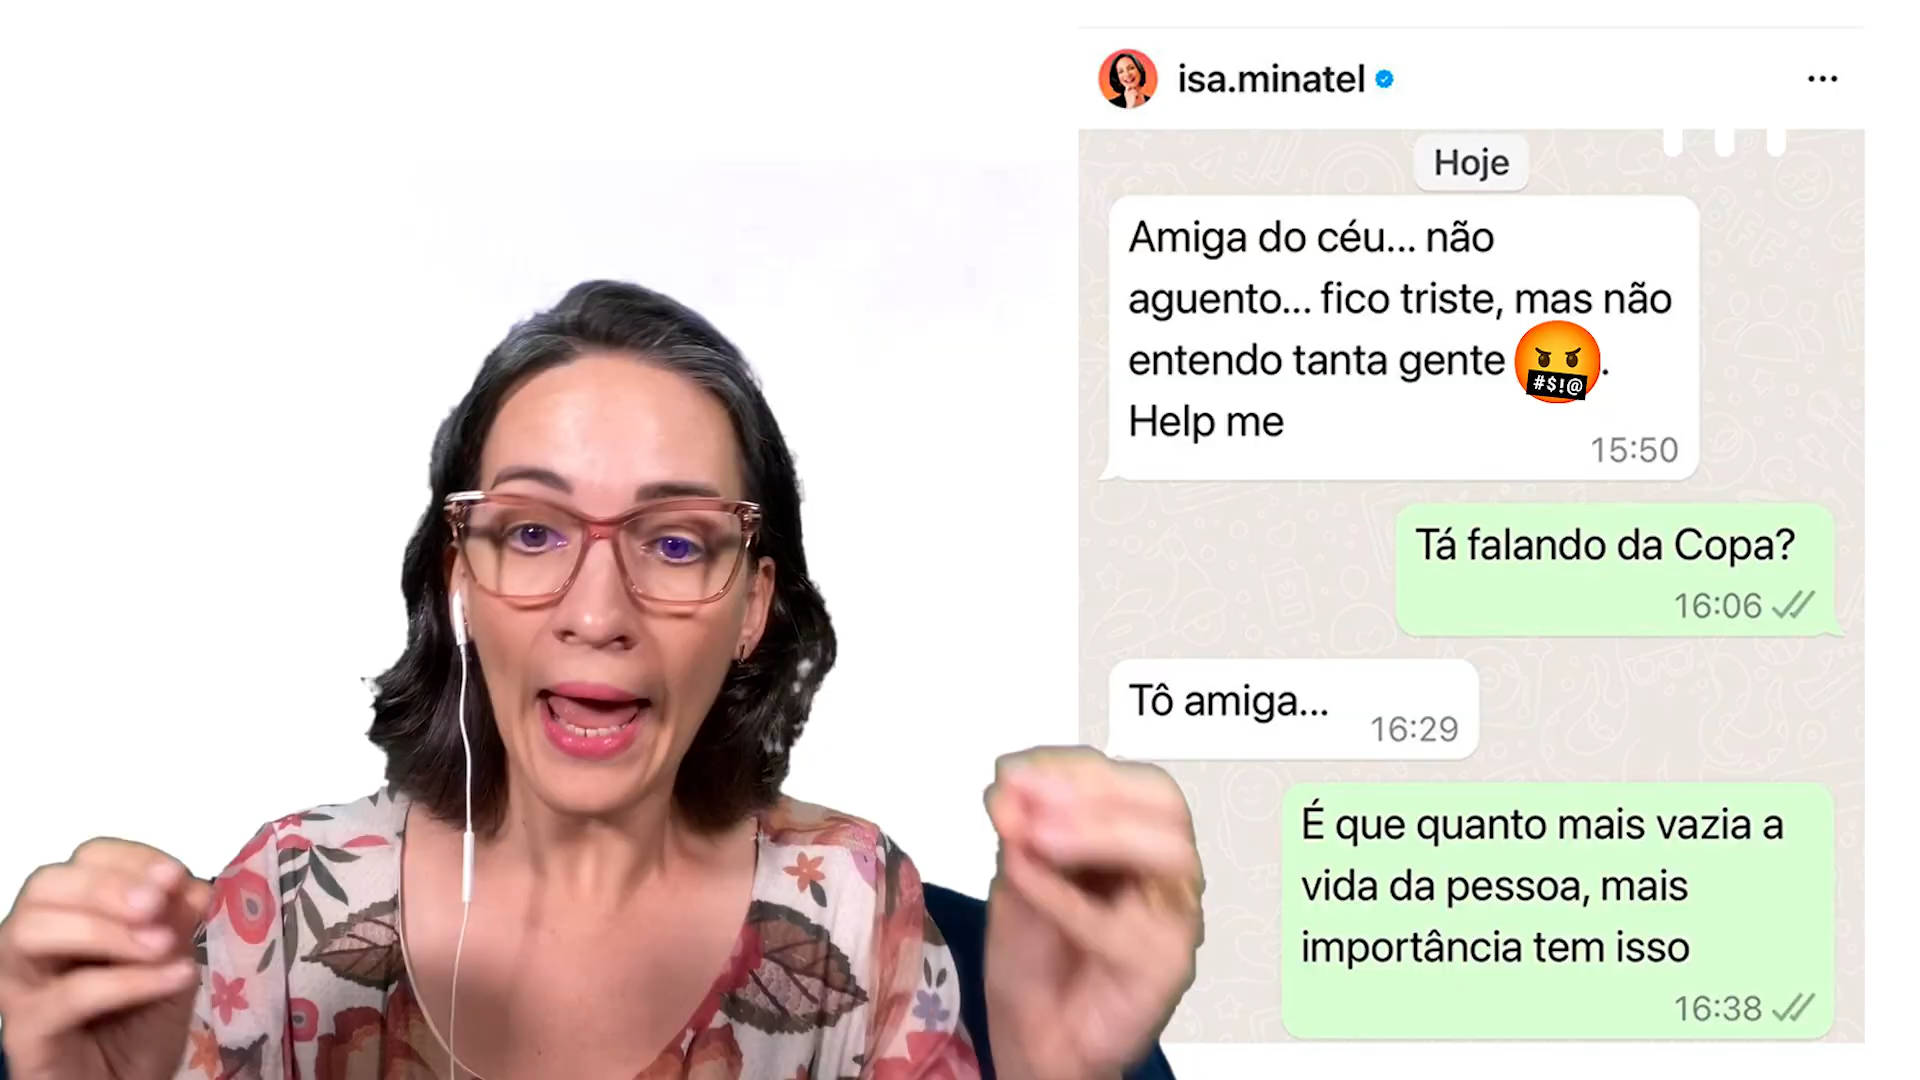 isa.minatel
Hoje
Amiga do céu... não
aguento... fico triste, mas não
entendo tanta gente 🤬.
Help me
15:50
Tá falando da Copa?
16:06
Tô amiga...
16:29
É que quanto mais vazia a
vida da pessoa, mais
importância tem isso
16:38